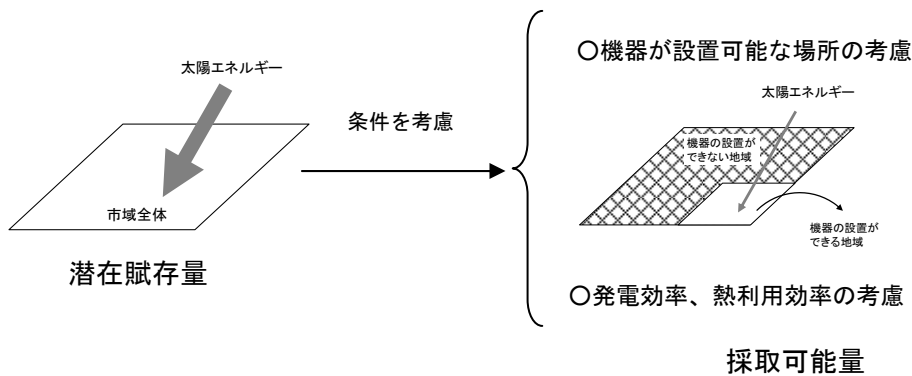 太陽エネルギー
市域全体
潜在賦存量
条件を考慮
〇機器が設置可能な場所の考慮
太陽エネルギー
機器の設置が
できない地域
機器の設置が
できる地域
〇発電効率、熱利用効率の考慮
採取可能量